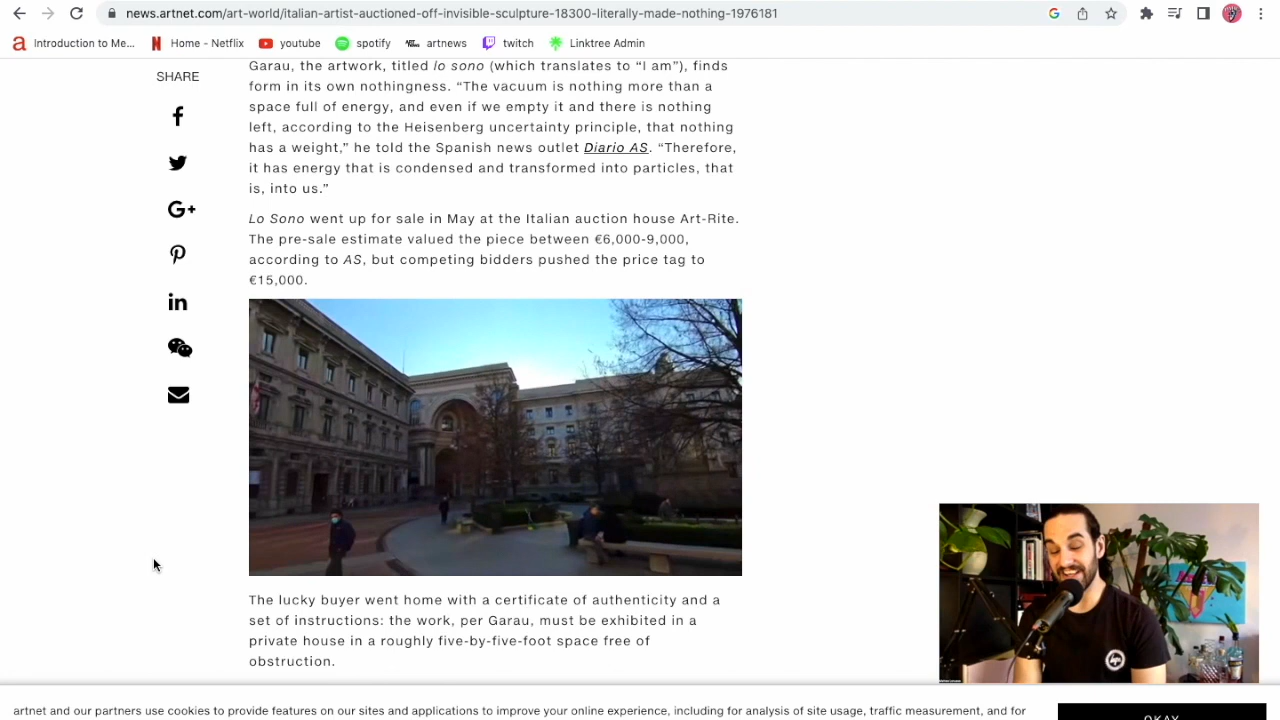 news.artnet.com/art-world/italian-artist-auctioned-off-invisible-sculpture-18300-literally-made-nothing-1976181
Introduction to Me... Home - Netflix youtube spotify artnews twitch Linktree Admin
SHARE
Garau, the artwork, titled Io sono (which translates to “I am”), finds
form in its own nothingness. “The vacuum is nothing more than a
space full of energy, and even if we empty it and there is nothing
left, according to the Heisenberg uncertainty principle, that nothing
has a weight,” he told the Spanish news outlet Diario AS. “Therefore,
it has energy that is condensed and transformed into particles, that
is, into us.”
Lo Sono went up for sale in May at the Italian auction house Art-Rite.
The pre-sale estimate valued the piece between €6,000-9,000,
according to AS, but competing bidders pushed the price tag to
€15,000.
The lucky buyer went home with a certificate of authenticity and a
set of instructions: the work, per Garau, must be exhibited in a
private house in a roughly five-by-five-foot space free of
obstruction.
artnet and our partners use cookies to provide features on our sites and applications to improve your online experience, including for analysis of site usage, traffic measurement, and for
OKAY